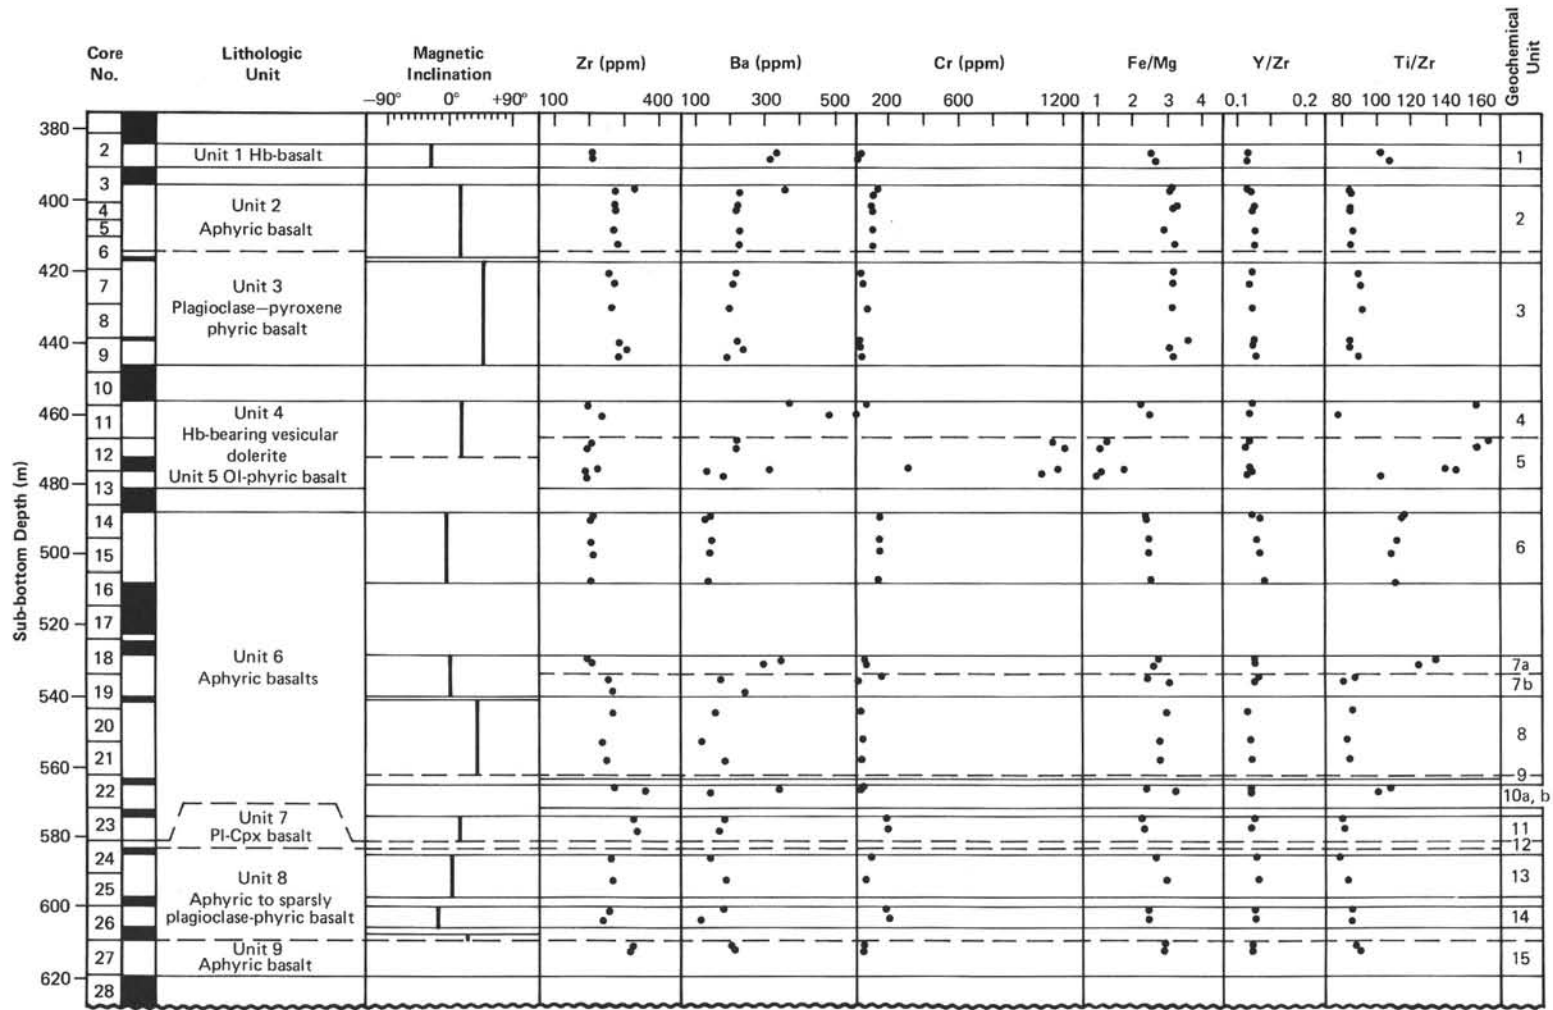 Core No.
Lithologic Unit
Magnetic Inclination
Zr (ppm)
Ba (ppm)
Cr (ppm)
Fe/Mg
Y/Zr
Ti/Zr
Geochemical Unit
−90° 0° +90°
100 400
100 300 500
200 600 1200
1 2 3 4
0.1 0.2
80 100 120 140 160
Sub-bottom Depth (m)
380
400
420
440
460
480
500
520
540
560
580
600
620
2
3
4
5
6
7
8
9
10
11
12
13
14
15
16
17
18
19
20
21
22
23
24
25
26
27
28
Unit 1 Hb-basalt
Unit 2
Aphyric basalt
Unit 3
Plagioclase—pyroxene
phyric basalt
Unit 4
Hb-bearing vesicular
dolerite
Unit 5 Ol-phyric basalt
Unit 6
Aphyric basalts
Unit 7
Pl-Cpx basalt
Unit 8
Aphyric to sparsly
plagioclase-phyric basalt
Unit 9
Aphyric basalt
1
2
3
4
5
6
7a
7b
8
9
10a, b
11
12
13
14
15